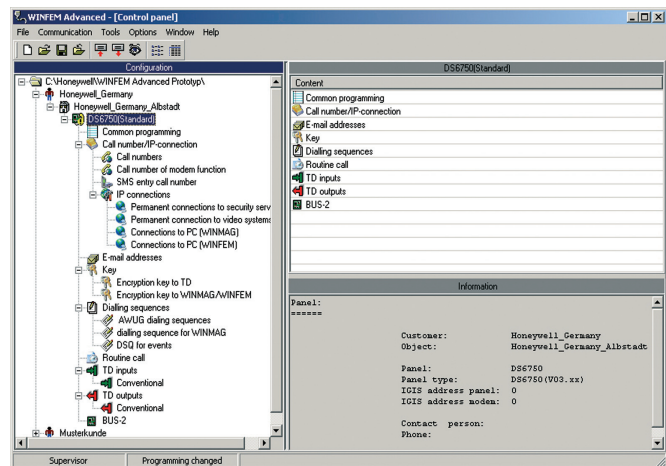 WINFEM Advanced - [Control panel]
File Communication Tools Options Window Help
Configuration
C:\Honeywell\WINFEM Advanced Prototyp\
Honeywell_Germany
Honeywell_Germany_Albstadt
DS6750(Standard)
Common programming
Call number/IP-connection
Call numbers
Call number of modem function
SMS entry call number
IP connections
Permanent connections to security serv
Permanent connection to video systems
Connections to PC (WINMAG)
Connections to PC (WINFEM)
E-mail addresses
Key
Encryption key to TD
Encryption key to WINMAG/WINFEM
Dialling sequences
AWUG dialing sequences
dialling sequence for WINMAG
DSQ for events
Routine call
TD inputs
Conventional
TD outputs
Conventional
BUS-2
Musterkunde
DS6750(Standard)
Content
Common programming
Call number/IP-connection
E-mail addresses
Key
Dialling sequences
Routine call
TD inputs
TD outputs
BUS-2
Information
Panel:
======
Customer: Honeywell_Germany
Object: Honeywell_Germany_Albstadt
Panel: DS6750
Panel type: DS6750(V03.xx)
IGIS address panel: 0
IGIS address modem: 0
Contact person:
Phone:
Supervisor Programming changed